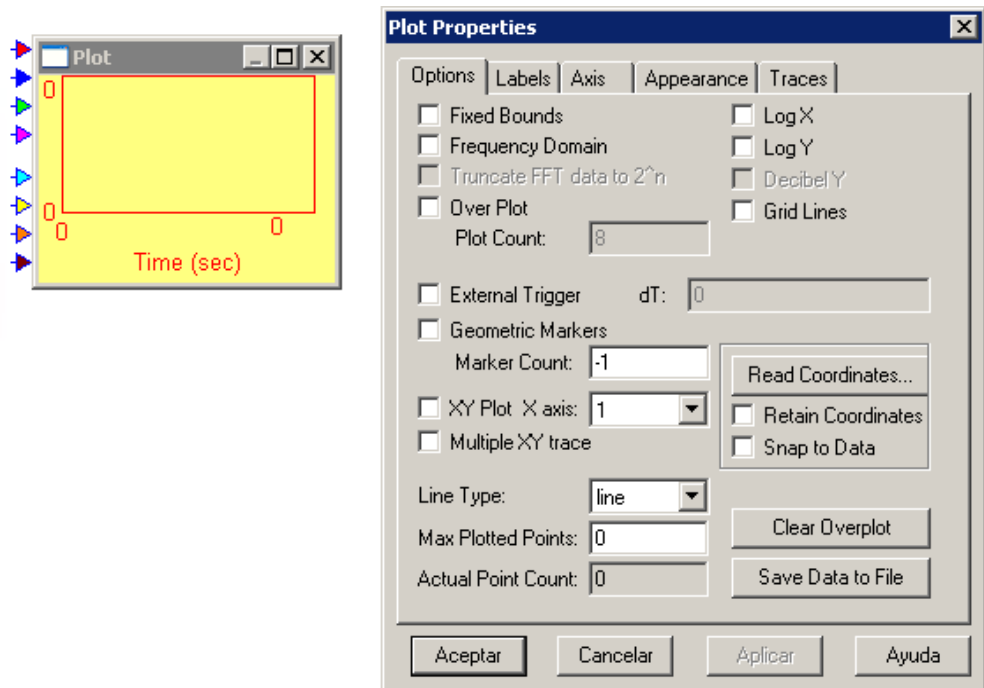 Plot
0
0
0
0
Time (sec)
Plot Properties
Options Labels Axis Appearance Traces
Fixed Bounds
Log X
Frequency Domain
Log Y
Truncate FFT data to 2^n
Decibel Y
Over Plot
Grid Lines
Plot Count: 8
External Trigger dT: 0
Geometric Markers
Marker Count: -1
Read Coordinates...
XY Plot X axis: 1
Retain Coordinates
Multiple XY trace
Snap to Data
Line Type: line
Max Plotted Points: 0
Clear Overplot
Actual Point Count: 0
Save Data to File
Aceptar Cancelar Aplicar Ayuda